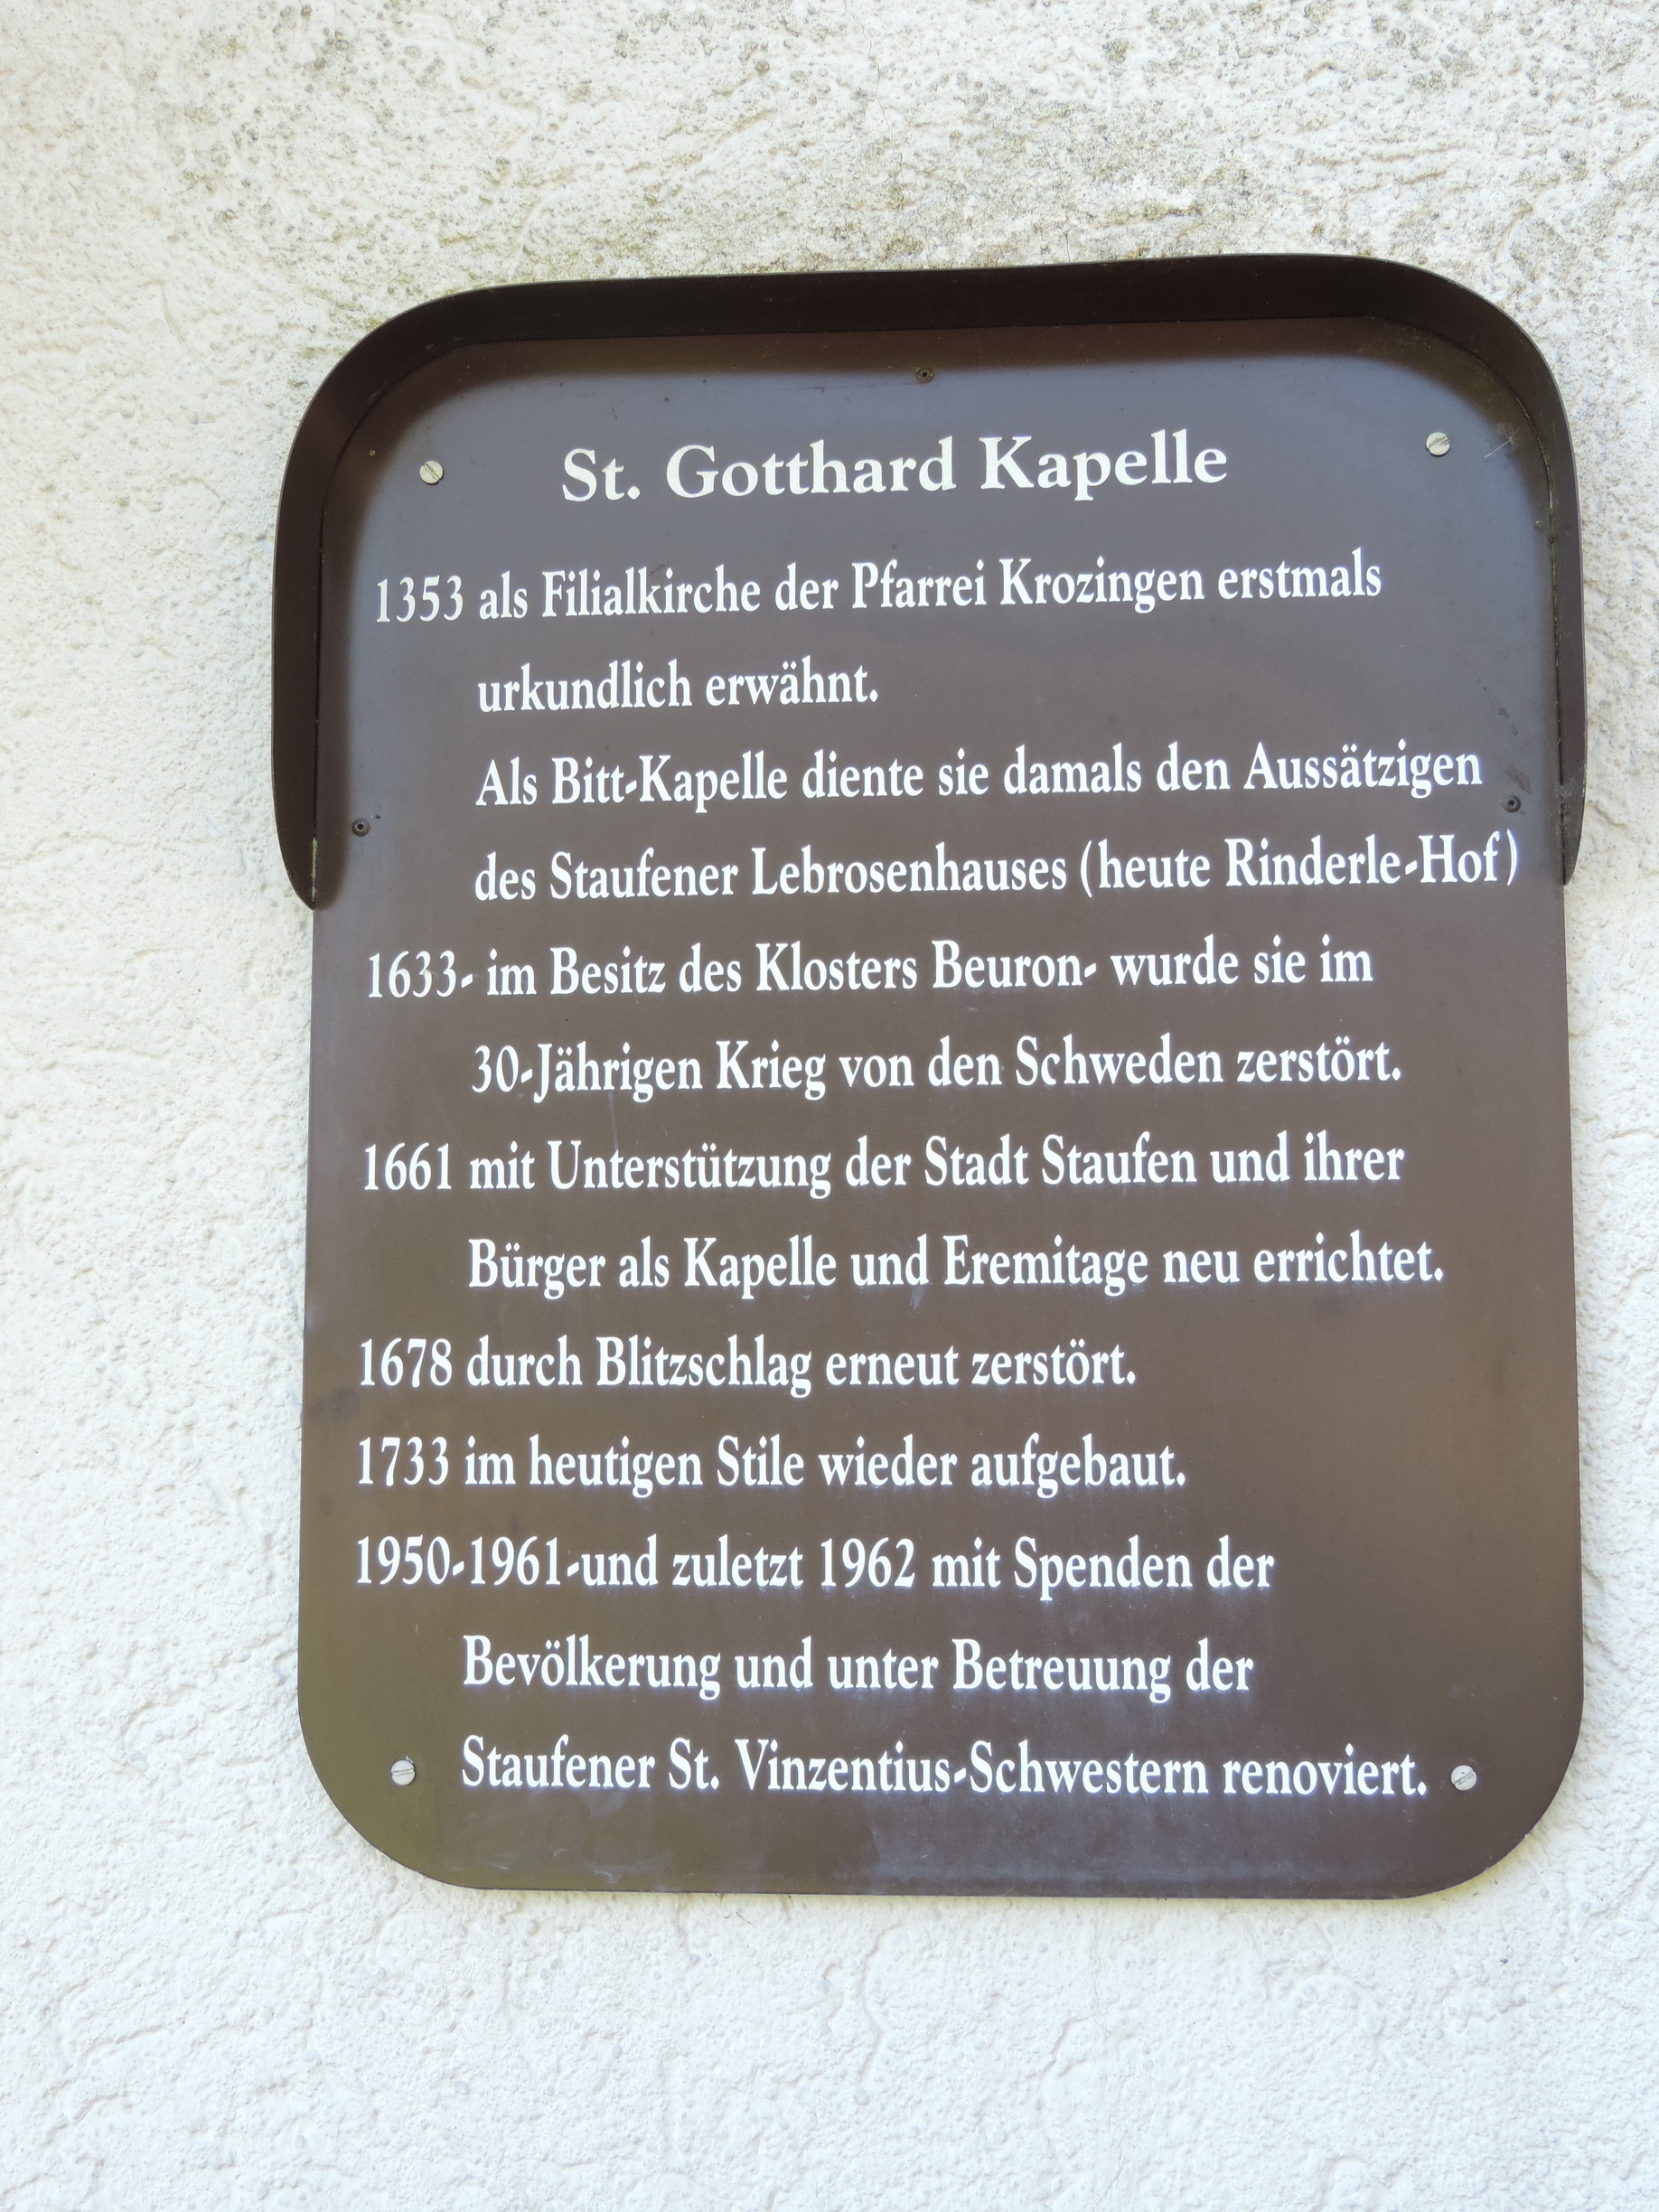 St. Gotthard Kapelle
1353 als Filialkirche der Pfarrei Krozingen erstmals
urkundlich erwähnt.
Als Bitt-Kapelle diente sie damals den Aussätzigen
des Staufener Lebrosenhauses (heute Rinderle-Hof)
1633- im Besitz des Klosters Beuron- wurde sie im
30-Jährigen Krieg von den Schweden zerstört.
1661 mit Unterstützung der Stadt Staufen und ihrer
Bürger als Kapelle und Eremitage neu errichtet.
1678 durch Blitzschlag erneut zerstört.
1733 im heutigen Stile wieder aufgebaut.
1950-1961-und zuletzt 1962 mit Spenden der
Bevölkerung und unter Betreuung der
Staufener St. Vinzentius-Schwestern renoviert.